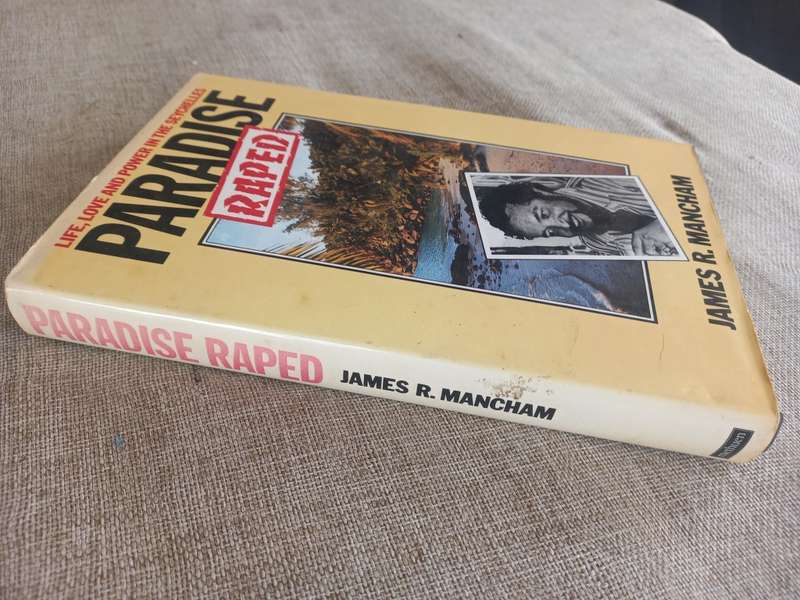 LIFE, LOVE AND POWER IN THE SEYCHELLES
PARADISE
RAPED
JAMES R. MANCHAM
PARADISE RAPED
JAMES R. MANCHAM